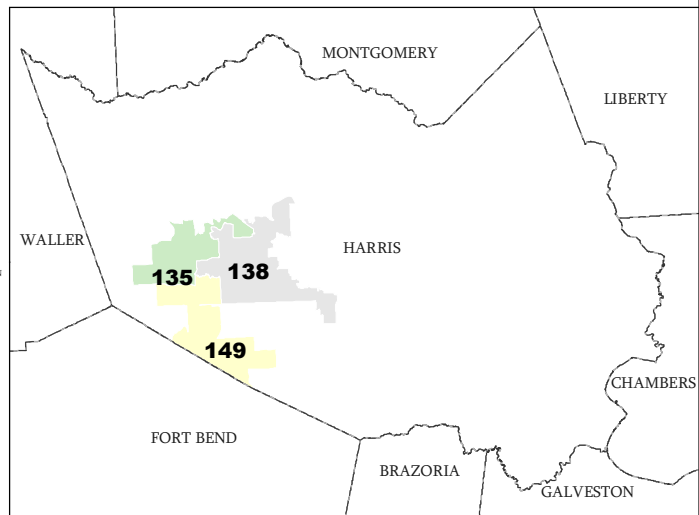 MONTGOMERY
LIBERTY
WALLER
HARRIS
135
138
149
CHAMBERS
FORT BEND
BRAZORIA
GALVESTON